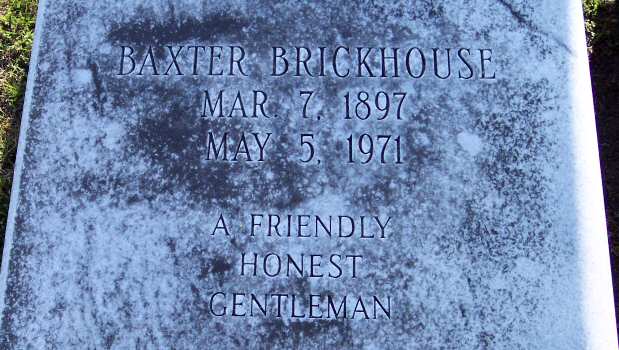 BAXTER BRICKHOUSE
MAR. 7, 1897
MAY 5, 1971
A FRIENDLY
HONEST
GENTLEMAN